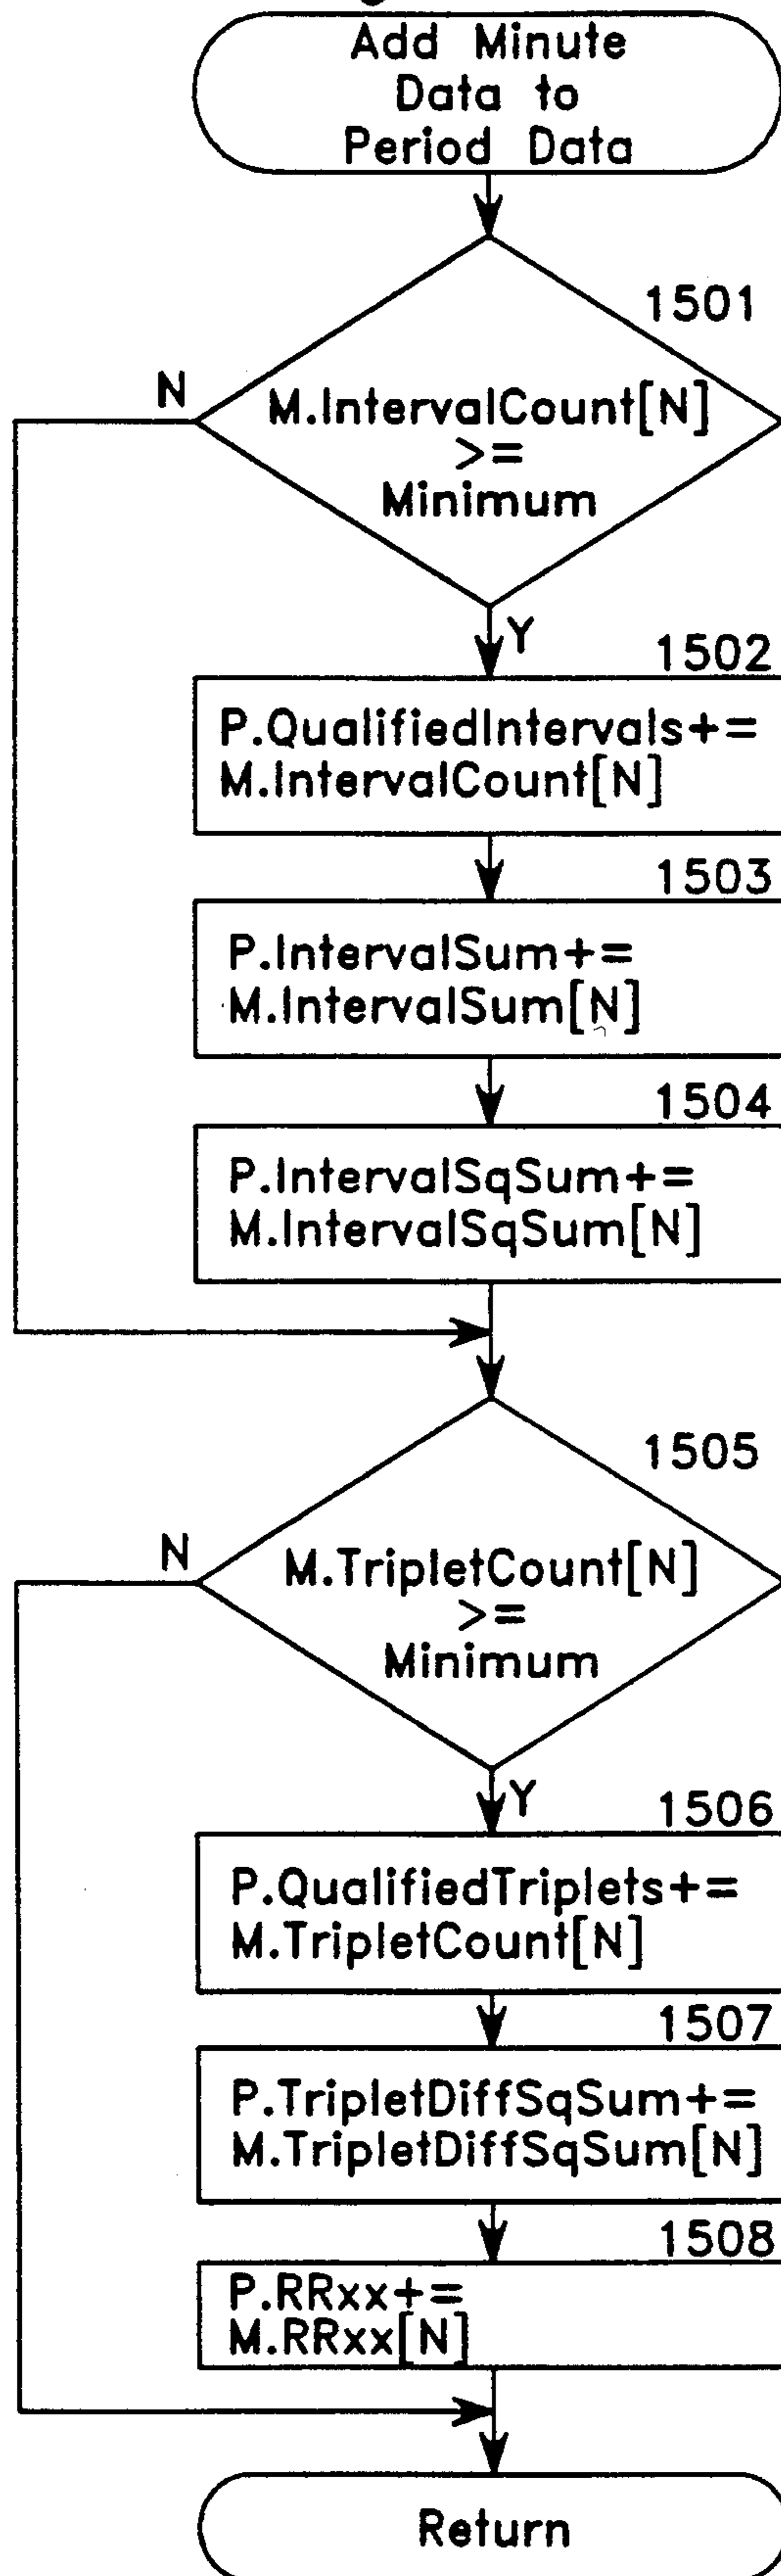 Add Minute
Data to
Period Data
1501
N
M.IntervalCount[N]
>=
Minimum
Y
1502
P.QualifiedIntervals+=
M.IntervalCount[N]
1503
P.IntervalSum+=
M.IntervalSum[N]
1504
P.IntervalSqSum+=
M.IntervalSqSum[N]
1505
N
M.TripletCount[N]
>=
Minimum
Y
1506
P.QualifiedTriplets+=
M.TripletCount[N]
1507
P.TripletDiffSqSum+=
M.TripletDiffSqSum[N]
1508
P.RRxx+=
M.RRxx[N]
Return